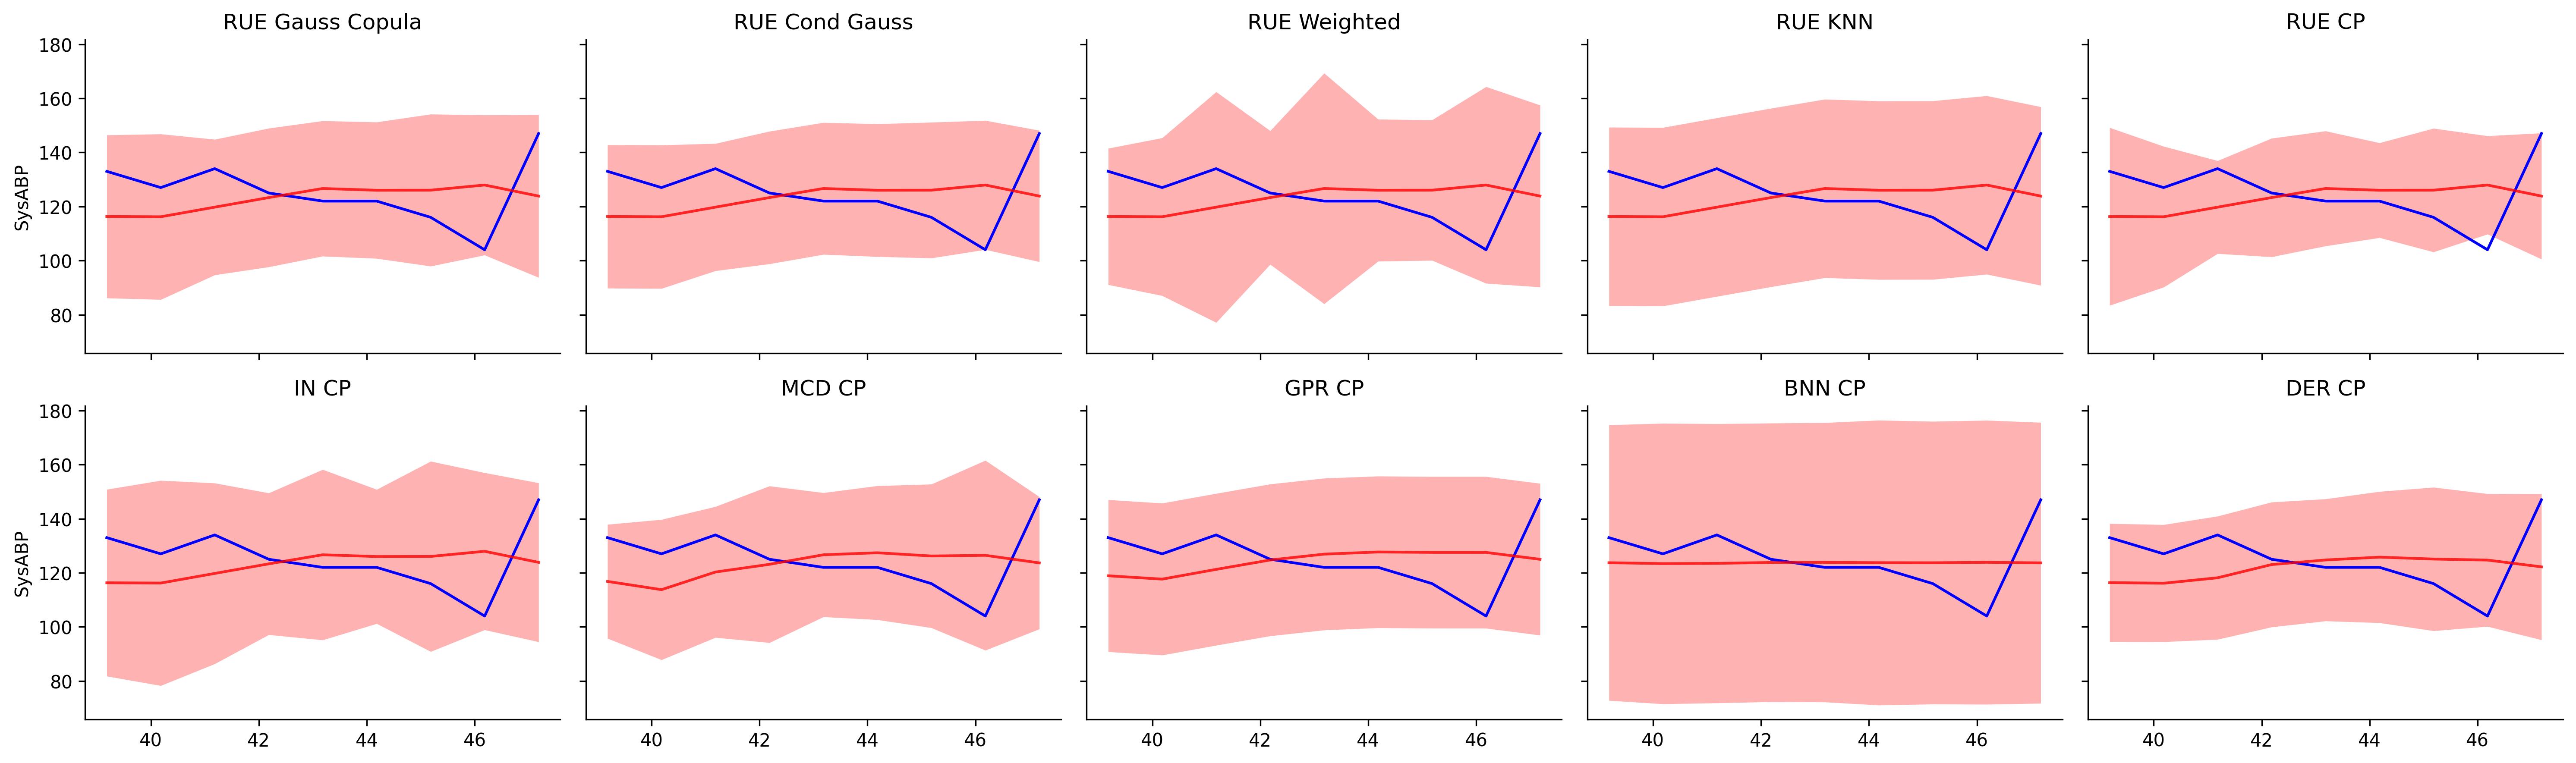 RUE Gauss Copula
RUE Cond Gauss
RUE Weighted
RUE KNN
RUE CP
180
160
140
120
100
80
SysABP
IN CP
MCD CP
GPR CP
BNN CP
DER CP
180
160
140
120
100
80
SysABP
40 42 44 46
40 42 44 46
40 42 44 46
40 42 44 46
40 42 44 46